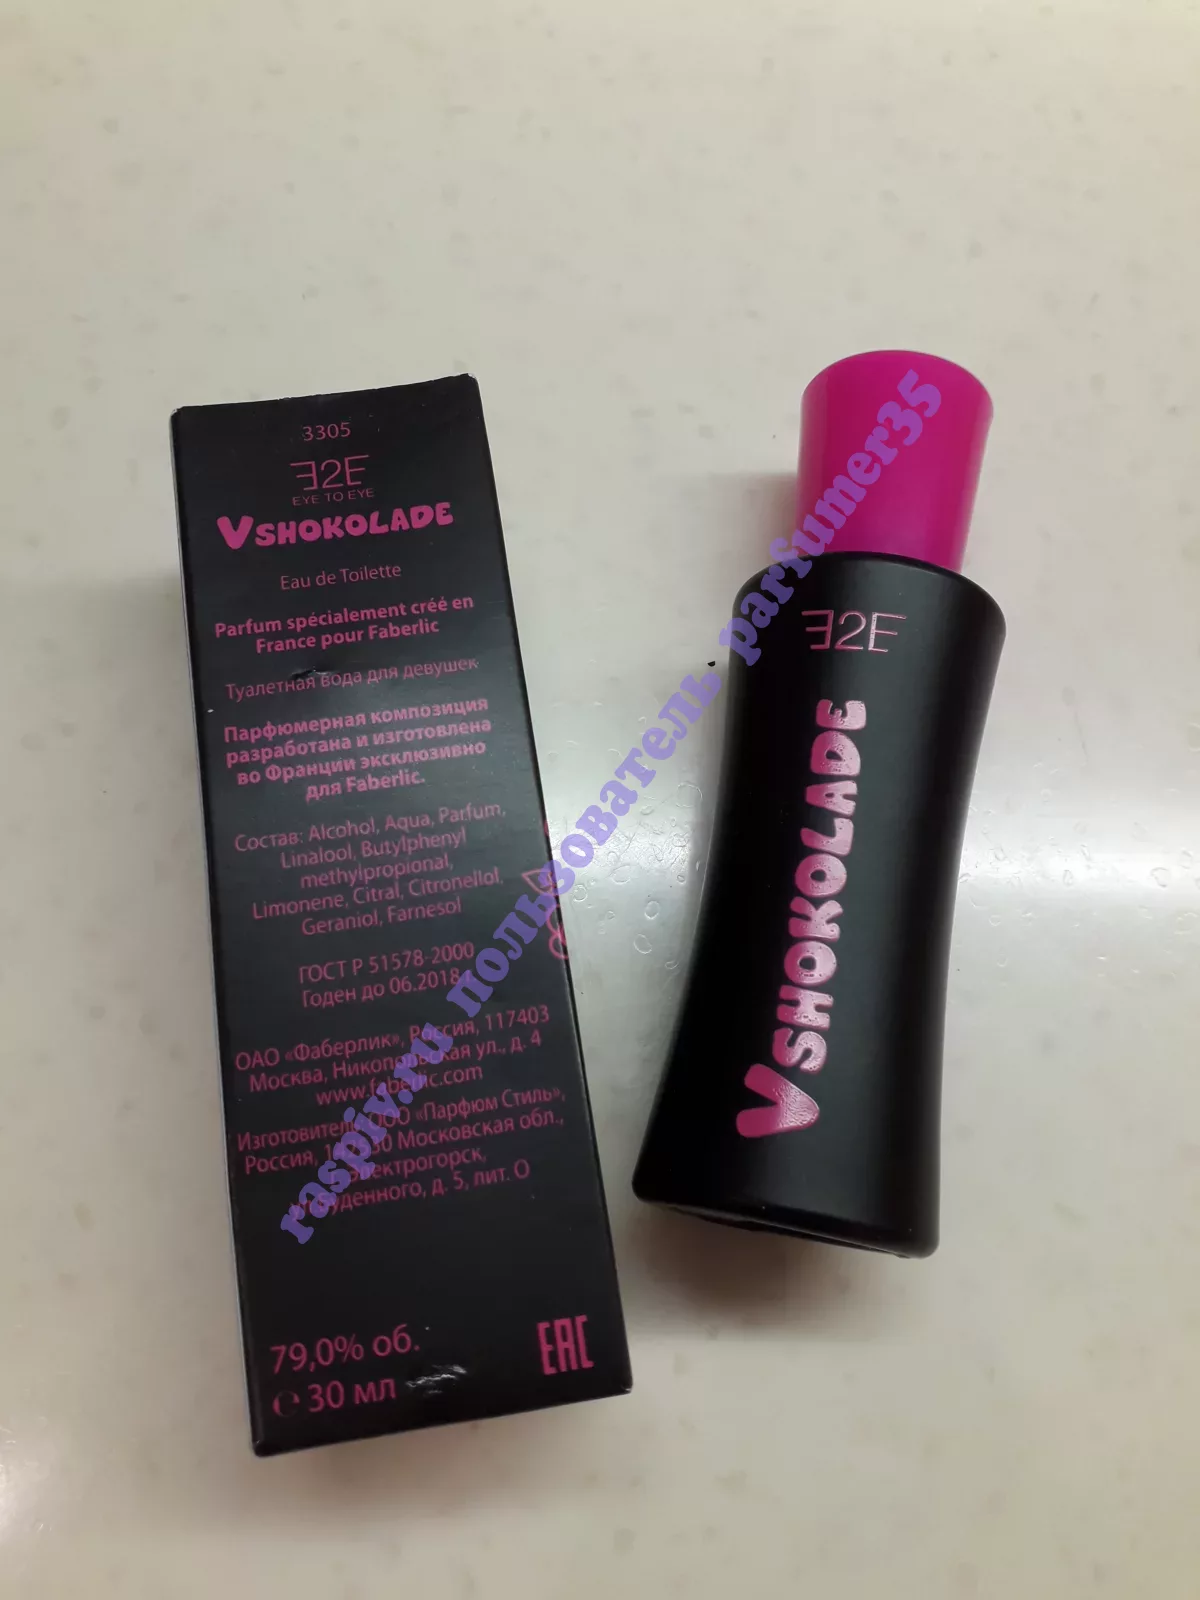 3305
E2E
EYE TO EYE
VSHOKOLADE
Eau de Toilette
Parfum spécialement créé en
France pour Faberlic
Туалетная вода для девушек
Парфюмерная композиция
разработана и изготовлена
во Франции эксклюзивно
для Faberlic.
Состав: Alcohol, Aqua, Parfum,
Linalool, Butylphenyl
methylpropional,
Limonene, Citral, Citronellol,
Geraniol, Farnesol
ГОСТ Р 51578-2000
Годен до 06.2018 г.
ОАО «Фаберлик», Россия, 117403
Москва, Никопольская ул., д. 4
www.faberlic.com
Изготовитель: ООО «Парфюм Стиль»,
Россия, Московская обл.,
Электрогорск,
Буденного, д. 5, лит. О
79,0% об.
℮ 30 мл
EAC
E2E
VSHOKOLADE
raspiv.ru пользователь parfumer35